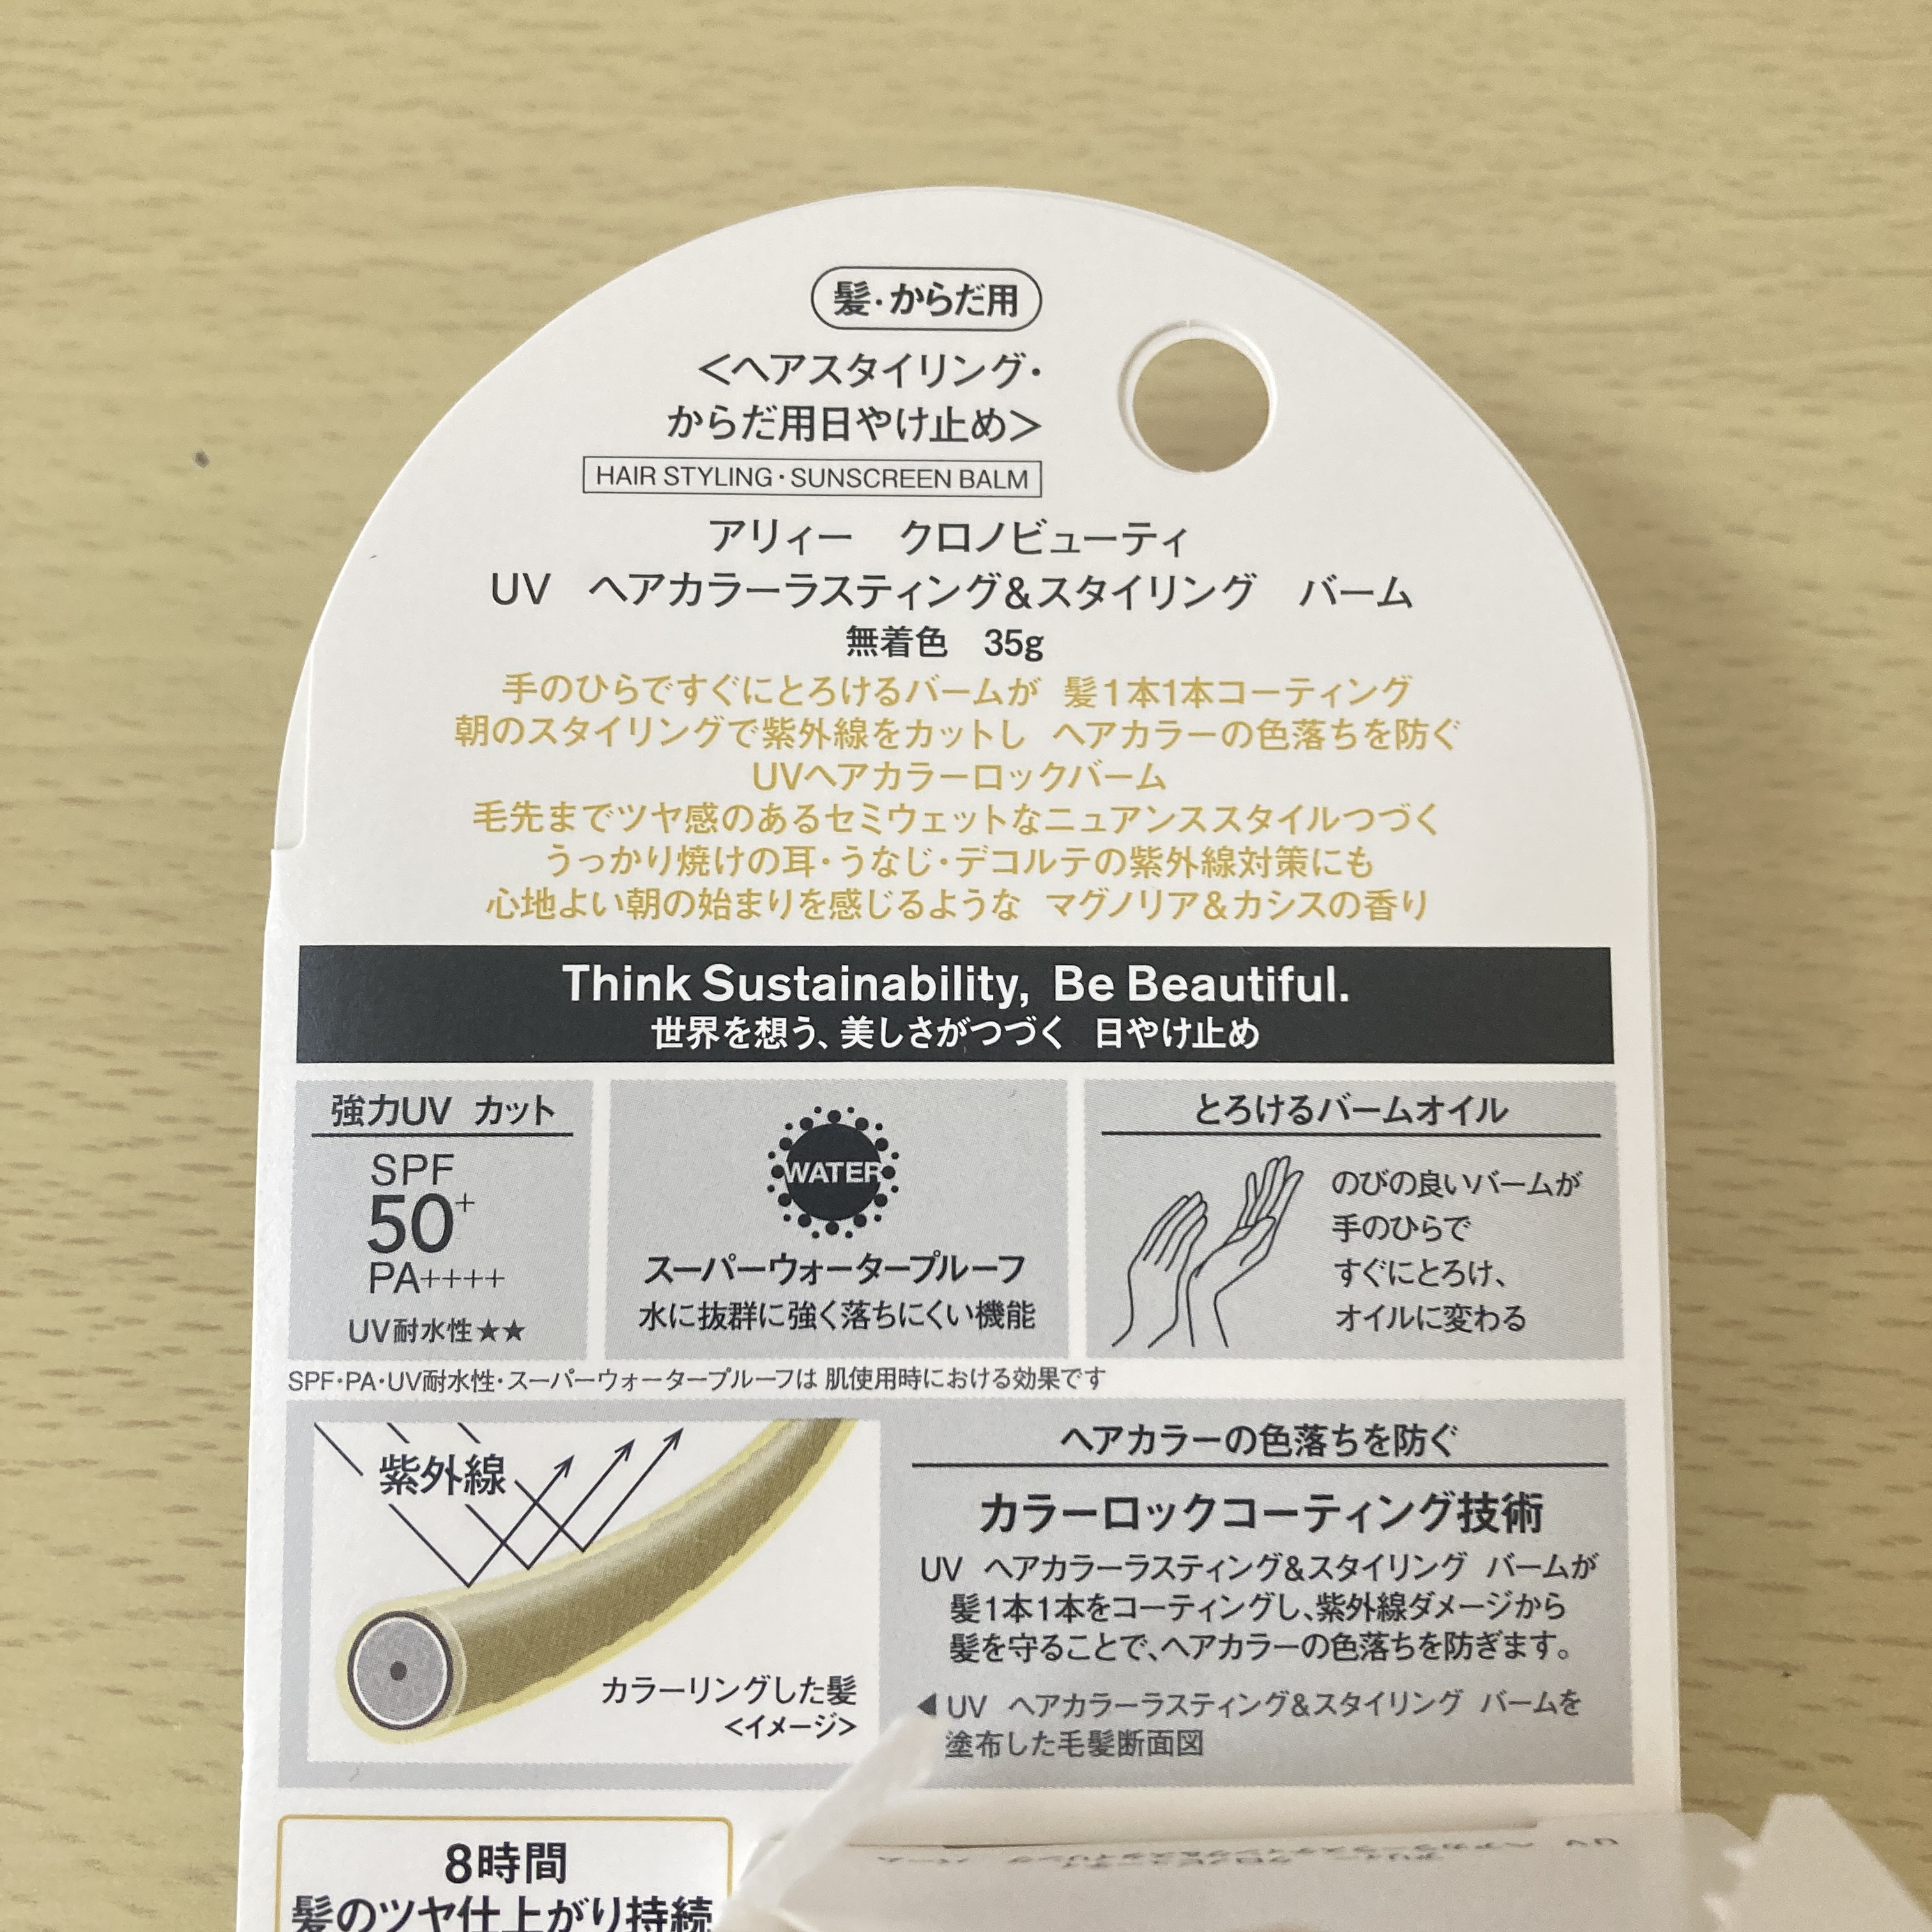 髪・からだ用
<ヘアスタイリング・
からだ用日やけ止め>
HAIR STYLING・SUNSCREEN BALM
アリィー クロノビューティ
UV ヘアカラーラスティング&スタイリング バーム
無着色 35g
手のひらですぐにとろけるバームが 髪1本1本コーティング
朝のスタイリングで紫外線をカットし ヘアカラーの色落ちを防ぐ
UVヘアカラーロックバーム
毛先までツヤ感のあるセミウェットなニュアンススタイルつづく
うっかり焼けの耳・うなじ・デコルテの紫外線対策にも
心地よい朝の始まりを感じるような マグノリア&カシスの香り
Think Sustainability, Be Beautiful.
世界を想う、美しさがつづく 日やけ止め
強力UV カット
SPF
50+
PA++++
UV耐水性★★
WATER
スーパーウォータープルーフ
水に抜群に強く落ちにくい機能
とろけるバームオイル
のびの良いバームが
手のひらで
すぐにとろけ、
オイルに変わる
SPF・PA・UV耐水性・スーパーウォータープルーフは 肌使用時における効果です
紫外線
カラーリングした髪
<イメージ>
ヘアカラーの色落ちを防ぐ
カラーロックコーティング技術
UV ヘアカラーラスティング&スタイリング バームが
髪1本1本をコーティングし、紫外線ダメージから
髪を守ることで、ヘアカラーの色落ちを防ぎます。
◀UV ヘアカラーラスティング&スタイリング バームを
塗布した毛髪断面図
8時間
髪のツヤ仕上がり持続